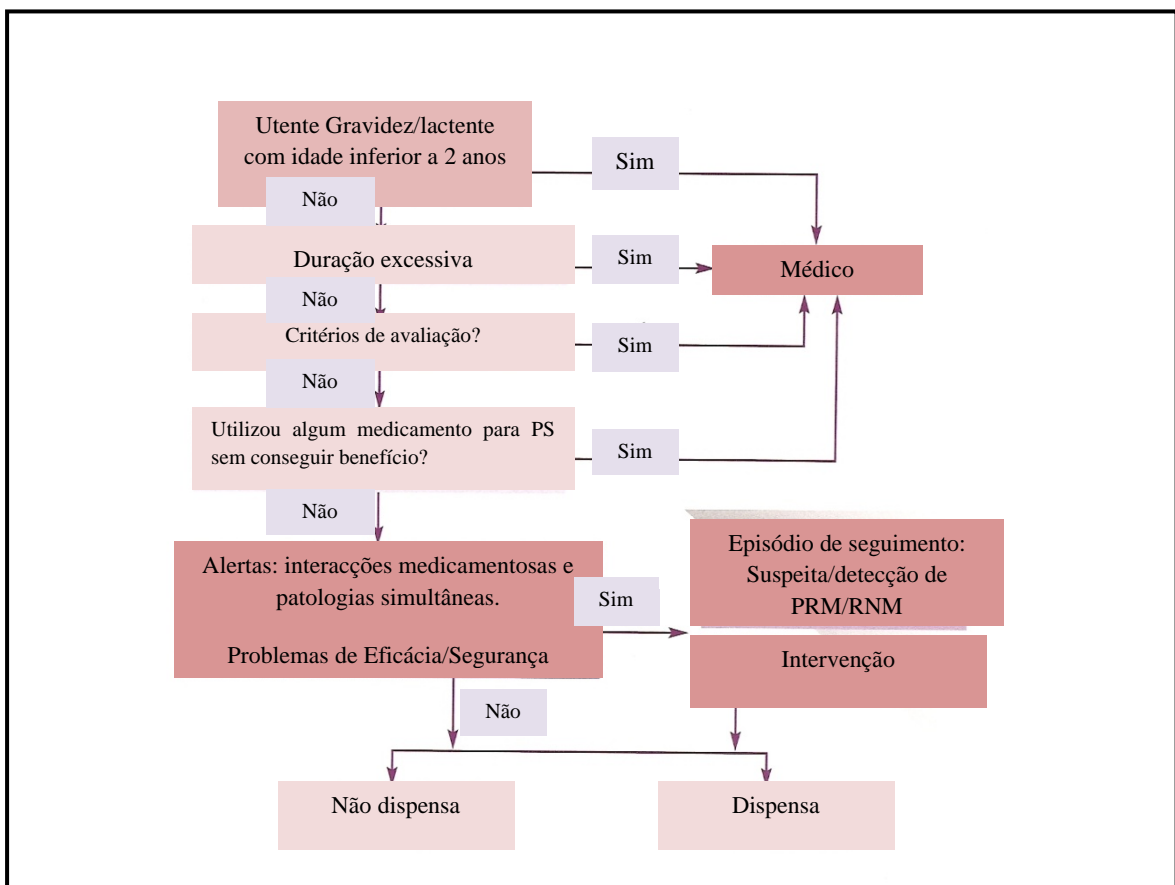 Utente Gravidez/lactente
com idade inferior a 2 anos
Sim
Não
Duração excessiva
Sim
Médico
Não
Critérios de avaliação?
Sim
Não
Utilizou algum medicamento para PS
sem conseguir benefício?
Sim
Não
Alertas: interacções medicamentosas e
patologias simultâneas.
Problemas de Eficácia/Segurança
Sim
Episódio de seguimento:
Suspeita/detecção de
PRM/RNM
Intervenção
Não
Não dispensa
Dispensa